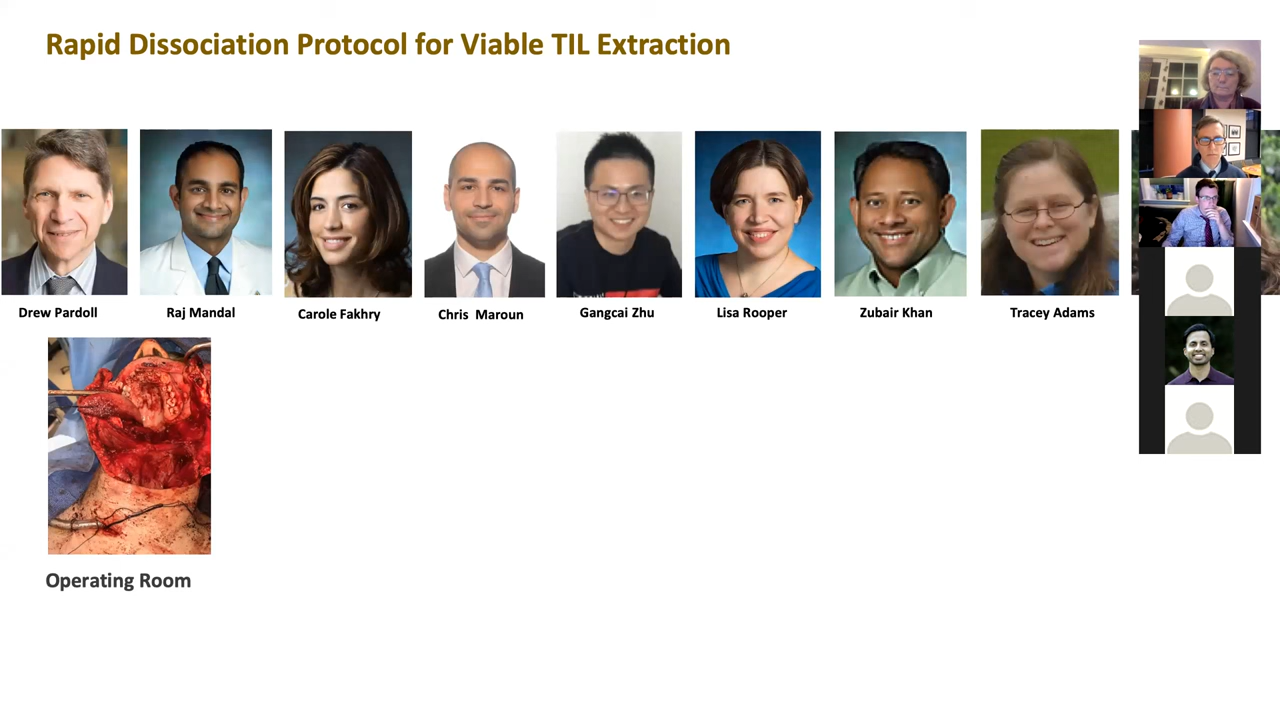 Rapid Dissociation Protocol for Viable TIL Extraction
Drew Pardoll
Raj Mandal
Carole Fakhry
Chris Maroun
Gangcai Zhu
Lisa Rooper
Zubair Khan
Tracey Adams
Operating Room